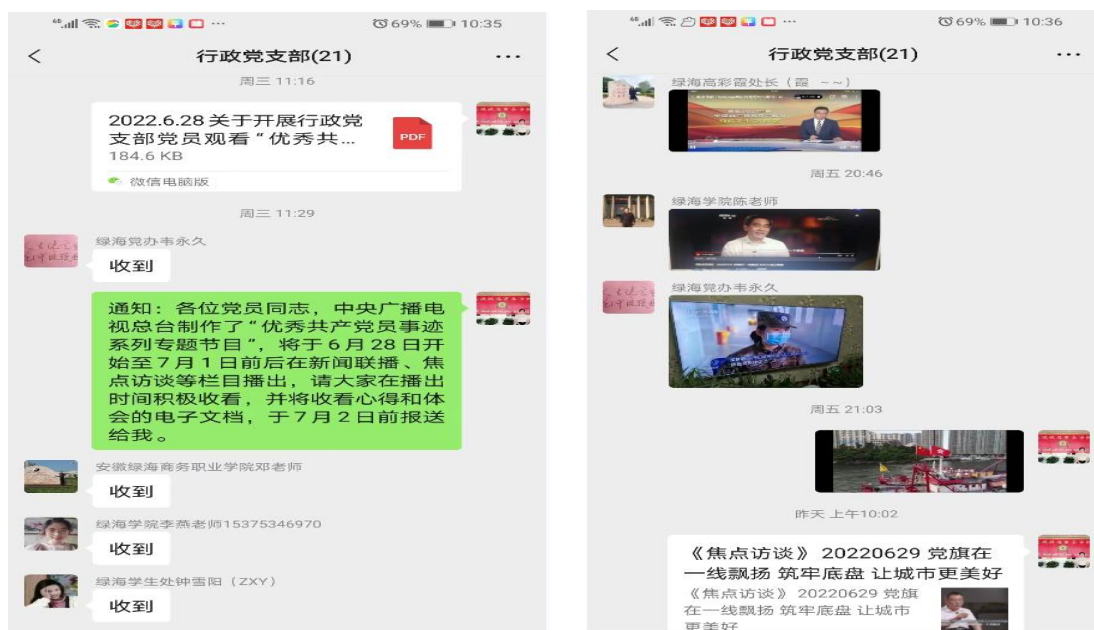 69% 10:35
行政党支部(21)
周三 11:16
2022.6.28 关于开展行政党
支部党员观看“优秀共...
184.6 KB
PDF
微信电脑版
周三 11:29
绿海党办韦永久
收到
通知：各位党员同志，中央广播电
视总台制作了“优秀共产党员事迹
系列专题节目”，将于6月28日开
始至7月1日前后在新闻联播、焦
点访谈等栏目播出，请大家在播出
时间积极收看，并将收看心得和体
会的电子文档，于7月2日前报送
给我。
安徽绿海商务职业学院邓老师
收到
绿海学院李燕老师15375346970
收到
绿海学生处钟雪阳（ZXY）
收到
69% 10:36
行政党支部(21)
绿海高彩霞处长（霞 ~~）
周五 20:46
绿海学院陈老师
绿海党办韦永久
周五 21:03
昨天 上午10:02
《焦点访谈》 20220629 党旗在
一线飘扬 筑牢底盘 让城市更美好
《焦点访谈》 20220629 党旗
在一线飘扬 筑牢底盘 让城市
更美好